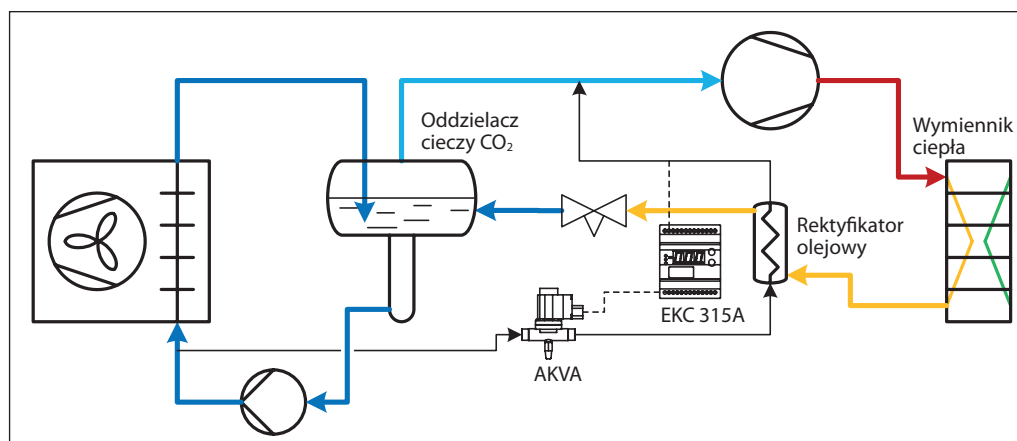 Oddzielacz
cieczy CO₂
Wymiennik
ciepła
Rektyfikator
olejowy
EKC 315A
AKVA